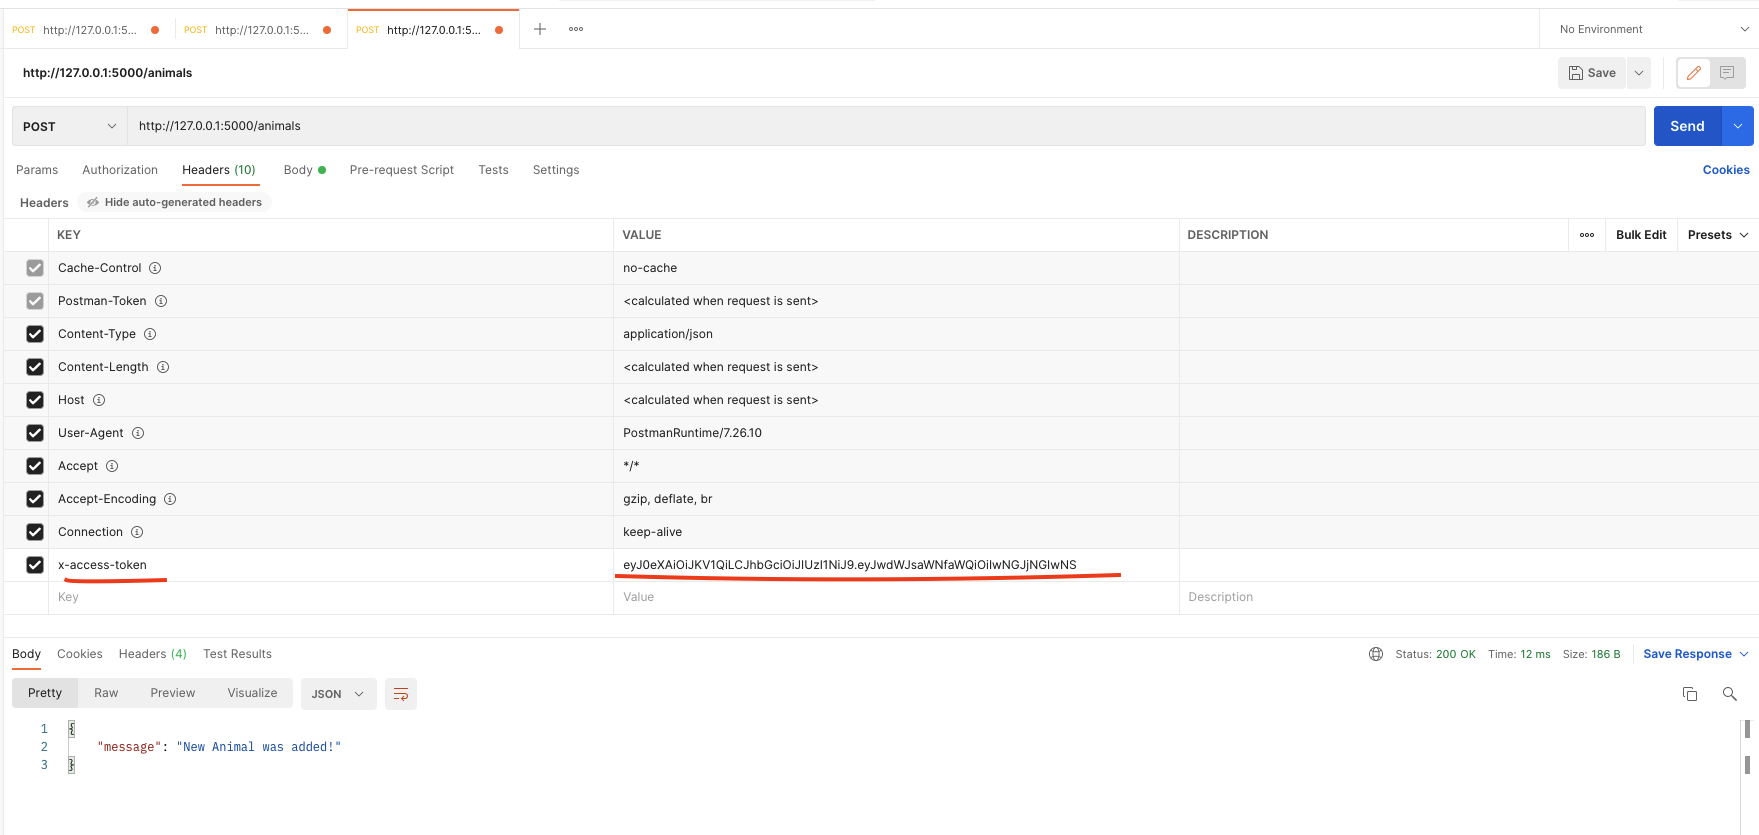 POST http://127.0.0.1:5... POST http://127.0.0.1:5... POST http://127.0.0.1:5... No Environment
http://127.0.0.1:5000/animals Save
POST http://127.0.0.1:5000/animals Send
Params Authorization Headers (10) Body Pre-request Script Tests Settings Cookies
Headers Hide auto-generated headers
KEY VALUE DESCRIPTION Bulk Edit Presets
Cache-Control no-cache
Postman-Token <calculated when request is sent>
Content-Type application/json
Content-Length <calculated when request is sent>
Host <calculated when request is sent>
User-Agent PostmanRuntime/7.26.10
Accept */*
Accept-Encoding gzip, deflate, br
Connection keep-alive
x-access-token eyJ0eXAiOiJKV1QiLCJhbGciOiJIUzI1NiJ9.eyJwdWJsaWNfaWQiOiIwNGJjNGIwNS
Key Value Description
Body Cookies Headers (4) Test Results Status: 200 OK Time: 12 ms Size: 186 B Save Response
Pretty Raw Preview Visualize JSON
1 {
2 "message": "New Animal was added!"
3 }